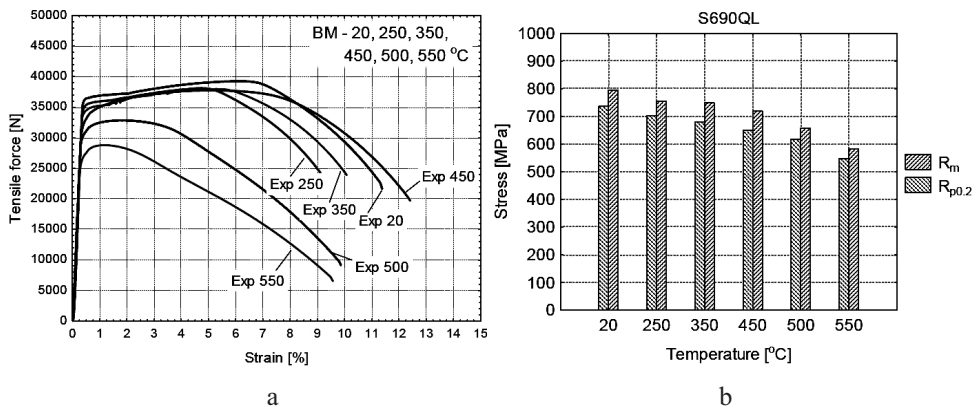 BM - 20, 250, 350,
450, 500, 550 °C
Tensile force [N]
50000
45000
40000
35000
30000
25000
20000
15000
10000
5000
0
Exp 450
Exp 250
Exp 350
Exp 20
Exp 500
Exp 550
0 1 2 3 4 5 6 7 8 9 10 11 12 13 14 15
Strain [%]
a
S690QL
Stress [MPa]
1000
900
800
700
600
500
400
300
200
100
0
Rm
Rp0.2
20 250 350 450 500 550
Temperature [°C]
b